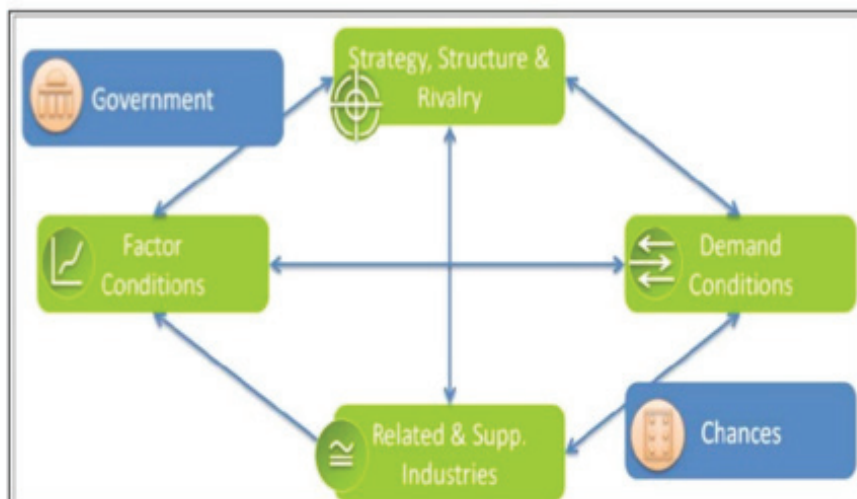 Strategy, Structure &
Rivalry
Government
Factor
Conditions
Demand
Conditions
Related & Supp.
Industries
Chances